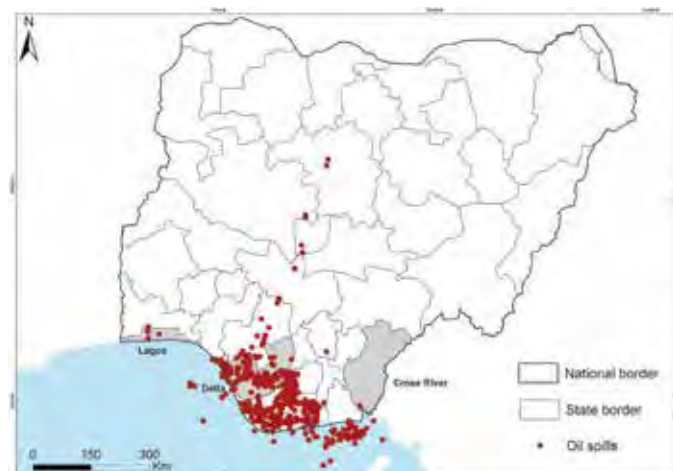 N
Lagos
Delta
Cross River
National border
State border
Oil spills
0 150 300
Km